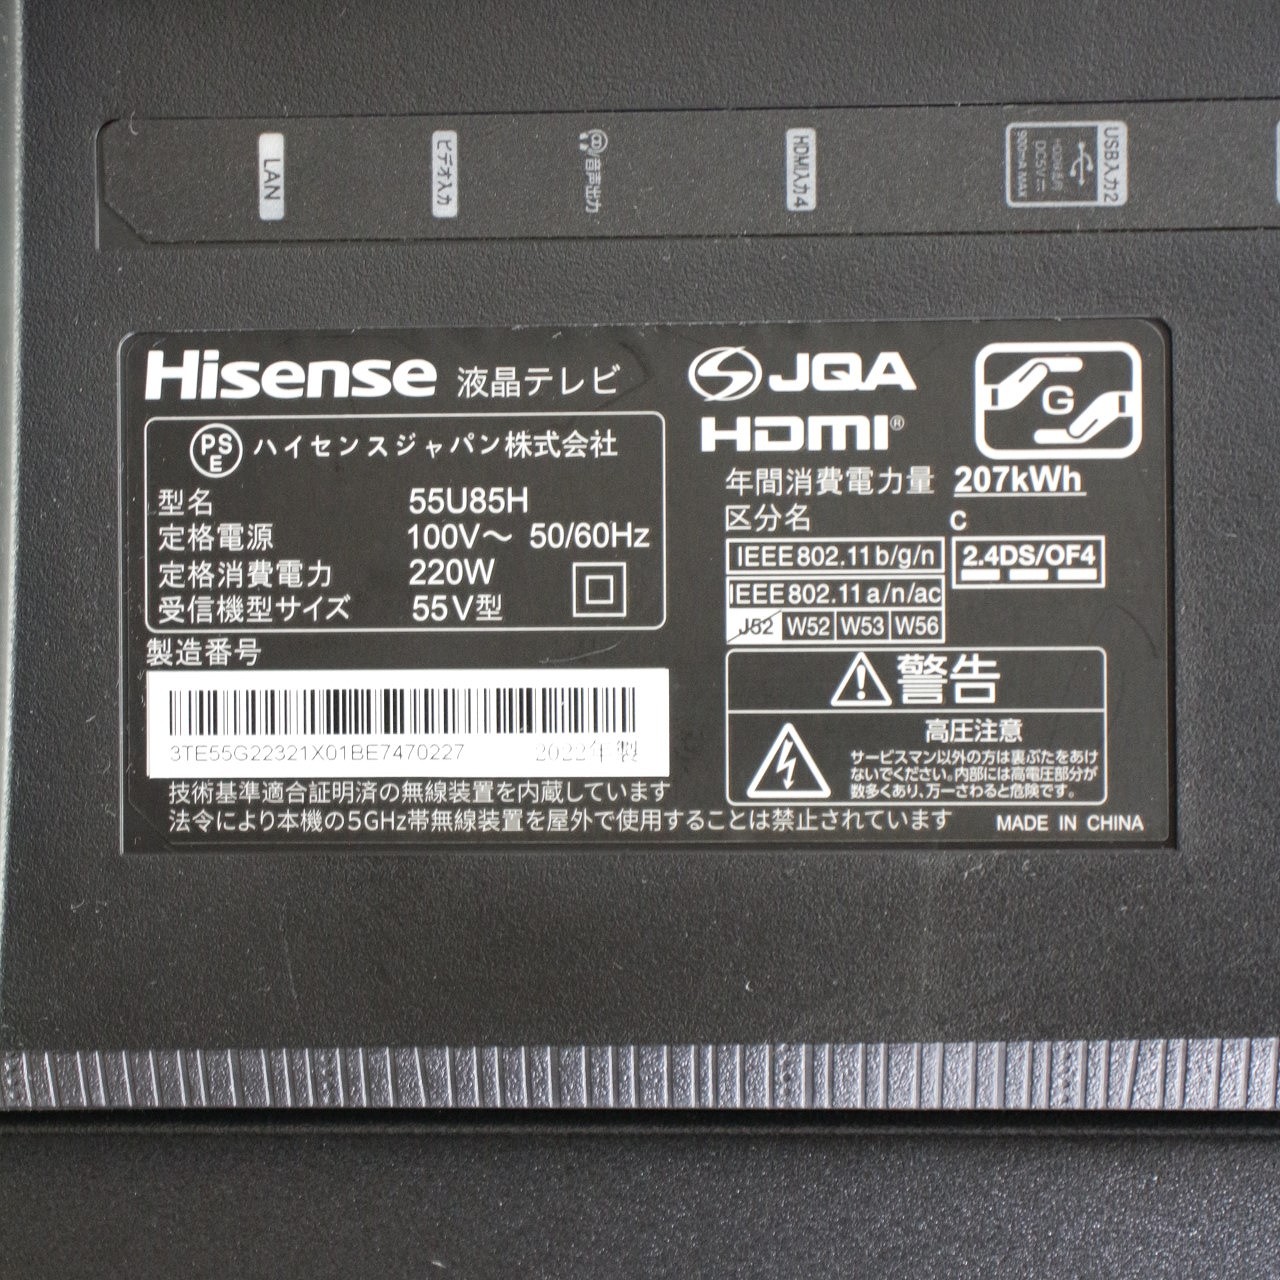 LAN
ビデオ入力
音声出力
HDMI入力4
USB入力2
DC5V
900mA MAX
Hisense 液晶テレビ
PSE ハイセンスジャパン株式会社
型名 55U85H
定格電源 100V～ 50/60Hz
定格消費電力 220W
受信機型サイズ 55V型
製造番号
3TE55G22321X01BE7470227 2022年製
JQA
HDMI®
G
年間消費電力量 207kWh
区分名 C
IEEE802.11b/g/n
2.4DS/OF4
IEEE802.11a/n/ac
J52 W52 W53 W56
警告
高圧注意
サービスマン以外の方は裏ぶたをあけ
ないでください。内部には高電圧部分が
数多くあり、万一さわると危険です。
技術基準適合証明済の無線装置を内蔵しています
法令により本機の5GHz帯無線装置を屋外で使用することは禁止されています
MADE IN CHINA